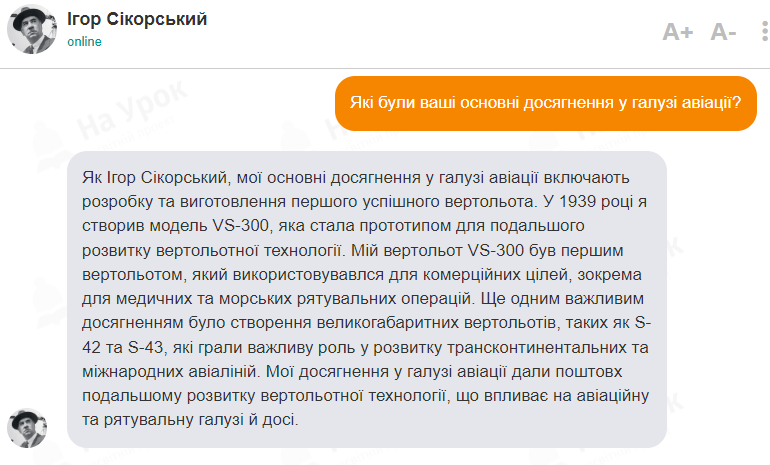 Ігор Сікорський
online
A+ A-
Які були ваші основні досягнення у галузі авіації?
Як Ігор Сікорський, мої основні досягнення у галузі авіації включають
розробку та виготовлення першого успішного вертольота. У 1939 році я
створив модель VS-300, яка стала прототипом для подальшого
розвитку вертольотної технології. Мій вертольот VS-300 був першим
вертольотом, який використовувався для комерційних цілей, зокрема
для медичних та морських рятувальних операцій. Ще одним важливим
досягненням було створення великогабаритних вертольотів, таких як S-
42 та S-43, які грали важливу роль у розвитку трансконтинентальних та
міжнародних авіаліній. Мої досягнення у галузі авіації дали поштовх
подальшому розвитку вертольотної технології, що впливає на авіаційну
та рятувальну галузі й досі.
На Урок